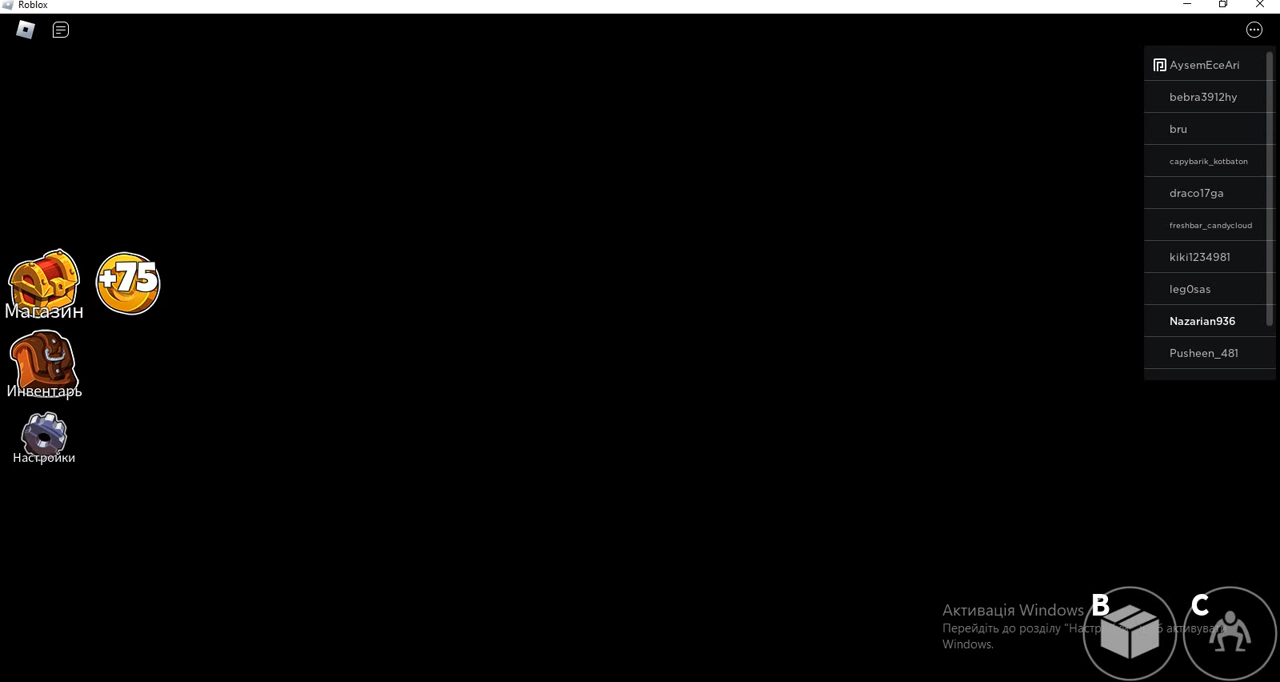 Roblox
AysemEceAri
bebra3912hy
bru
capybarik_kotbaton
draco17ga
freshbar_candycloud
kiki1234981
leg0sas
Nazarian936
Pusheen_481
+75
Магазин
Инвентарь
Настройки
B
C
Активація Windows
Перейдіть до розділу "Настр
активувати
Windows.